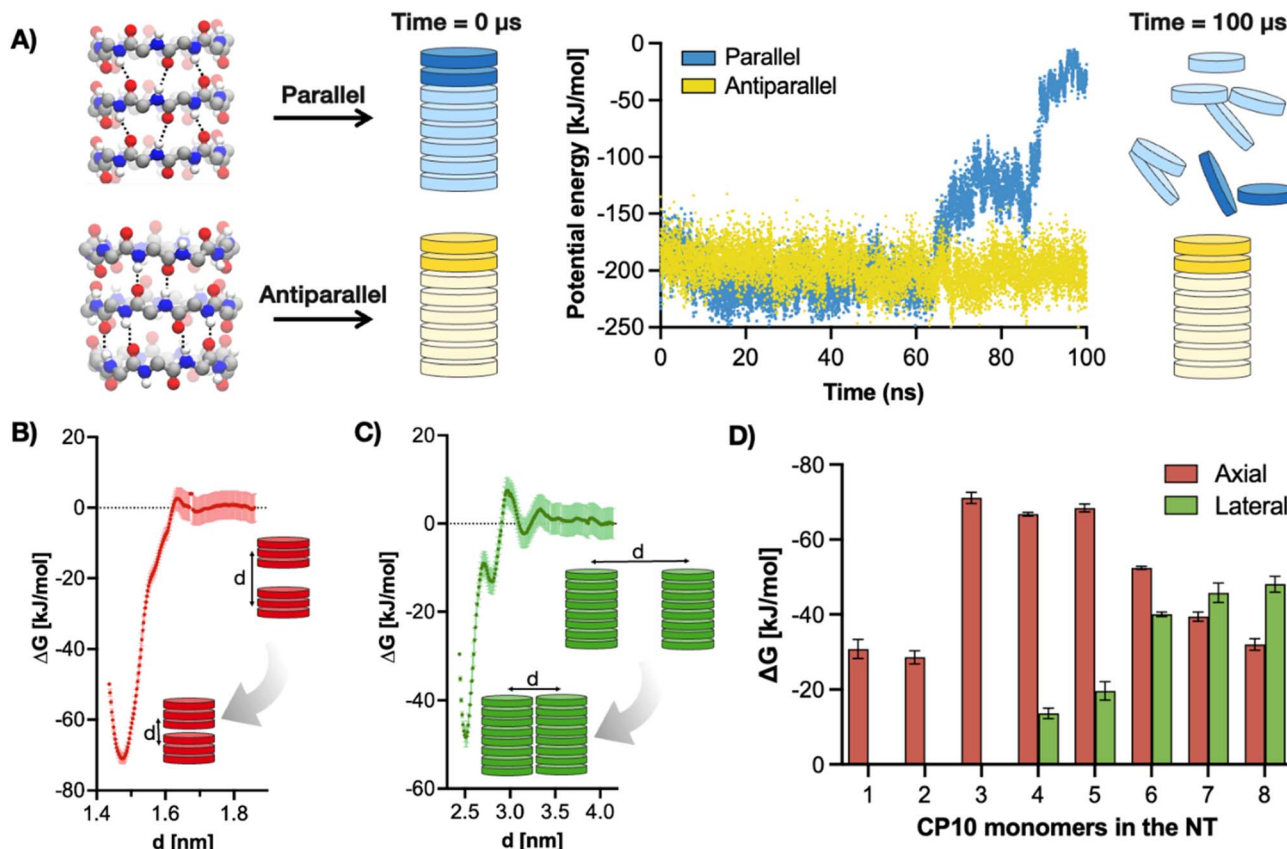 A)
Parallel
Antiparallel
Time = 0 µs
Potential energy [kJ/mol]
0
-50
-100
-150
-200
-250
Parallel
Antiparallel
0 20 40 60 80 100
Time (ns)
Time = 100 µs
B)
ΔG [kJ/mol]
20
0
-20
-40
-60
-80
d
d
1.4 1.6 1.8
d [nm]
C)
ΔG [kJ/mol]
20
0
-20
-40
-60
d
d
2.5 3.0 3.5 4.0
d [nm]
D)
ΔG [kJ/mol]
-80
-60
-40
-20
0
Axial
Lateral
1 2 3 4 5 6 7 8
CP10 monomers in the NT